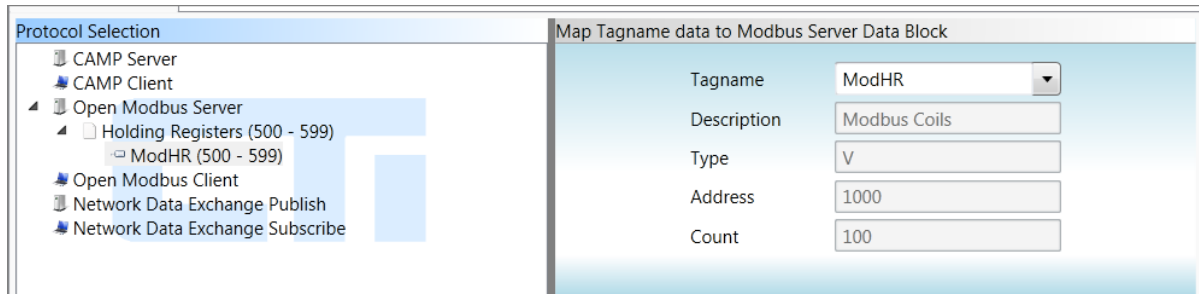 Protocol Selection
CAMP Server
CAMP Client
Open Modbus Server
Holding Registers (500 - 599)
ModHR (500 - 599)
Open Modbus Client
Network Data Exchange Publish
Network Data Exchange Subscribe
Map Tagname data to Modbus Server Data Block
Tagname ModHR
Description Modbus Coils
Type V
Address 1000
Count 100